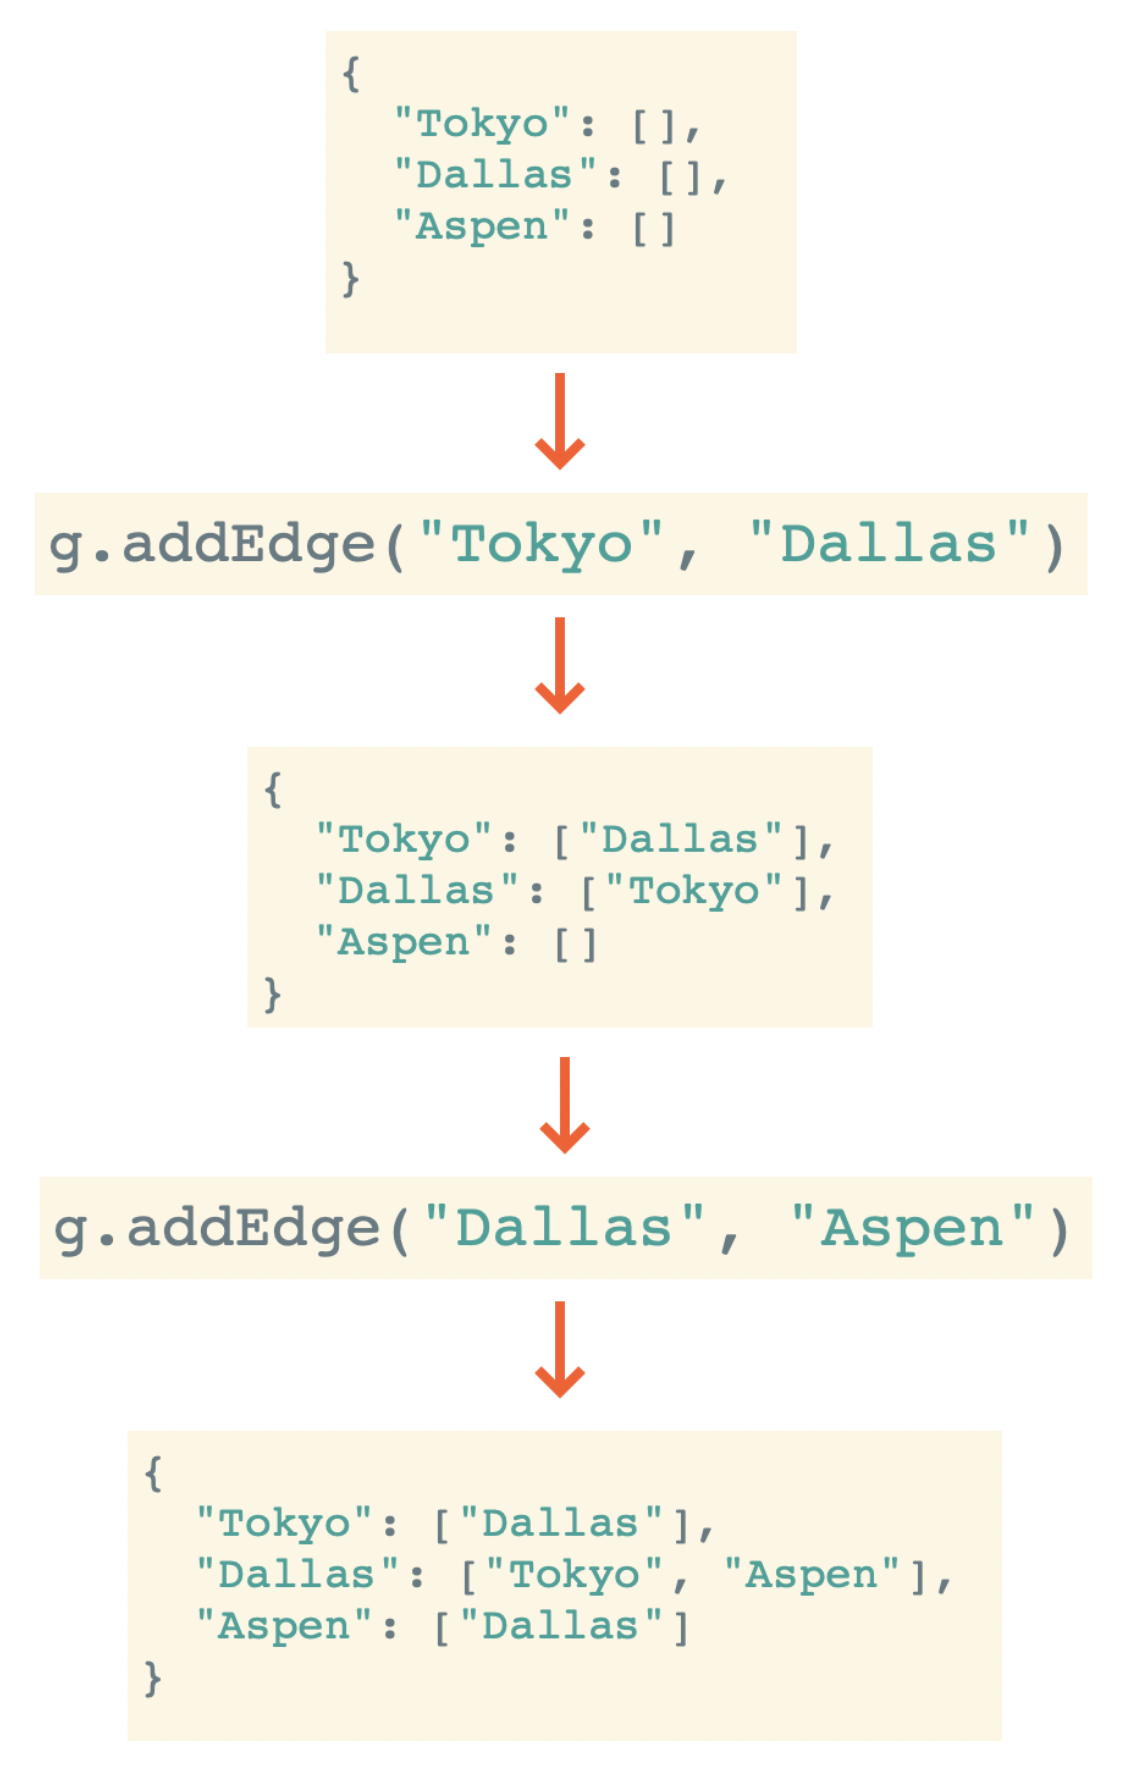 {
"Tokyo": [],
"Dallas": [],
"Aspen": []
}
g.addEdge("Tokyo", "Dallas")
{
"Tokyo": ["Dallas"],
"Dallas": ["Tokyo"],
"Aspen": []
}
g.addEdge("Dallas", "Aspen")
{
"Tokyo": ["Dallas"],
"Dallas": ["Tokyo", "Aspen"],
"Aspen": ["Dallas"]
}